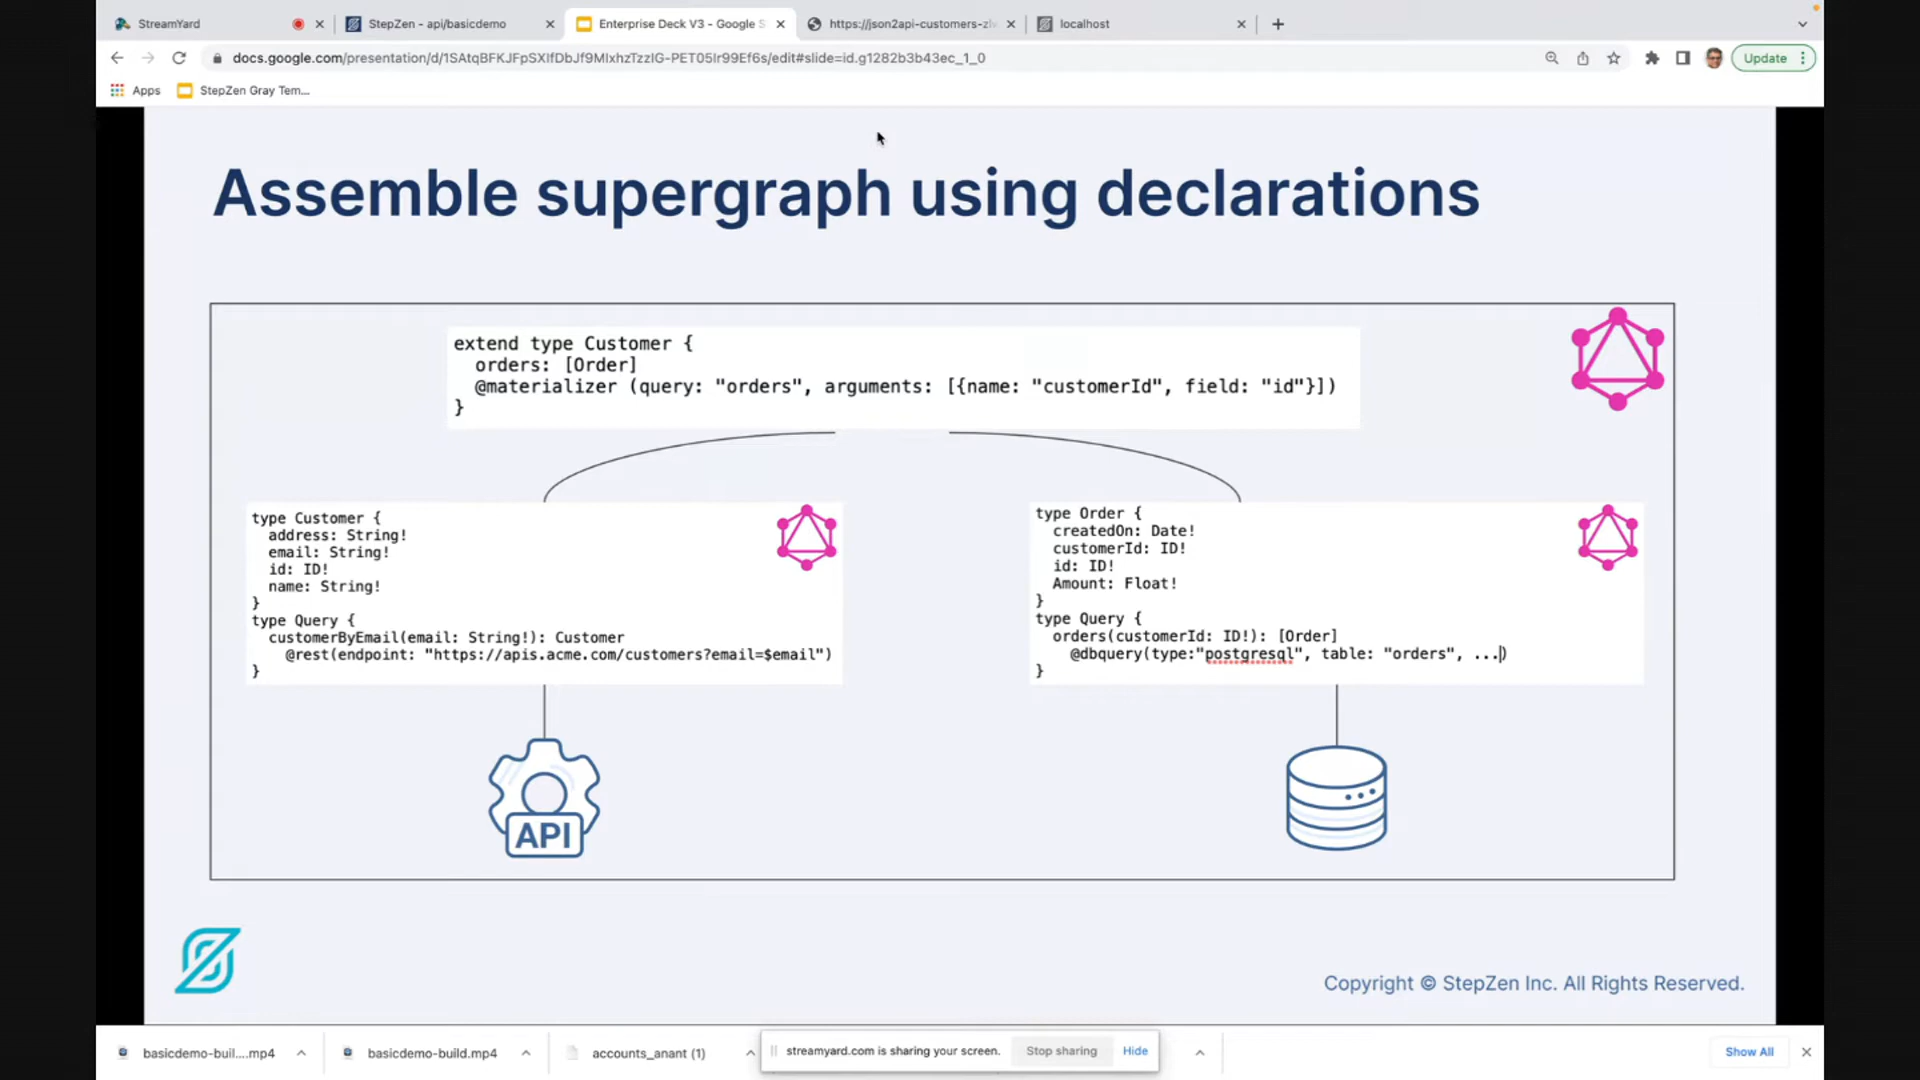 StreamYard
StepZen - api/basicdemo
Enterprise Deck V3 - Google S
https://json2api-customers-zlv
localhost
docs.google.com/presentation/d/1SAtqBFKJFpSXIfDbJf9MIxhzTzzIG-PET05Ir99Ef6s/edit#slide=id.g1282b3b43ec_1_0
Update
Apps
StepZen Gray Tem...
Assemble supergraph using declarations
extend type Customer {
orders: [Order]
@materializer (query: "orders", arguments: [{name: "customerId", field: "id"}])
}
type Customer {
address: String!
email: String!
id: ID!
name: String!
}
type Query {
customerByEmail(email: String!): Customer
@rest(endpoint: "https://apis.acme.com/customers?email=$email")
}
type Order {
createdOn: Date!
customerId: ID!
id: ID!
Amount: Float!
}
type Query {
orders(customerId: ID!): [Order]
@dbquery(type:"postgresql", table: "orders", ...)
}
API
Copyright © StepZen Inc. All Rights Reserved.
basicdemo-buil....mp4
basicdemo-build.mp4
accounts_anant (1)
streamyard.com is sharing your screen.
Stop sharing
Hide
Show All